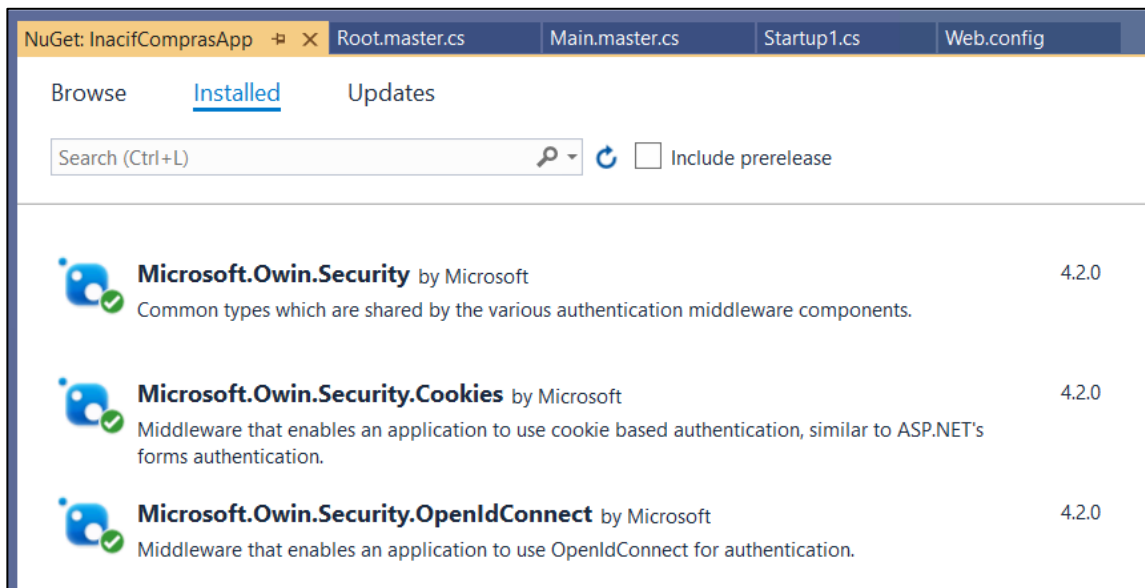 NuGet: InacifComprasApp
Root.master.cs
Main.master.cs
Startup1.cs
Web.config
Browse
Installed
Updates
Search (Ctrl+L)
Include prerelease
Microsoft.Owin.Security by Microsoft
4.2.0
Common types which are shared by the various authentication middleware components.
Microsoft.Owin.Security.Cookies by Microsoft
4.2.0
Middleware that enables an application to use cookie based authentication, similar to ASP.NET's
forms authentication.
Microsoft.Owin.Security.OpenIdConnect by Microsoft
4.2.0
Middleware that enables an application to use OpenIdConnect for authentication.